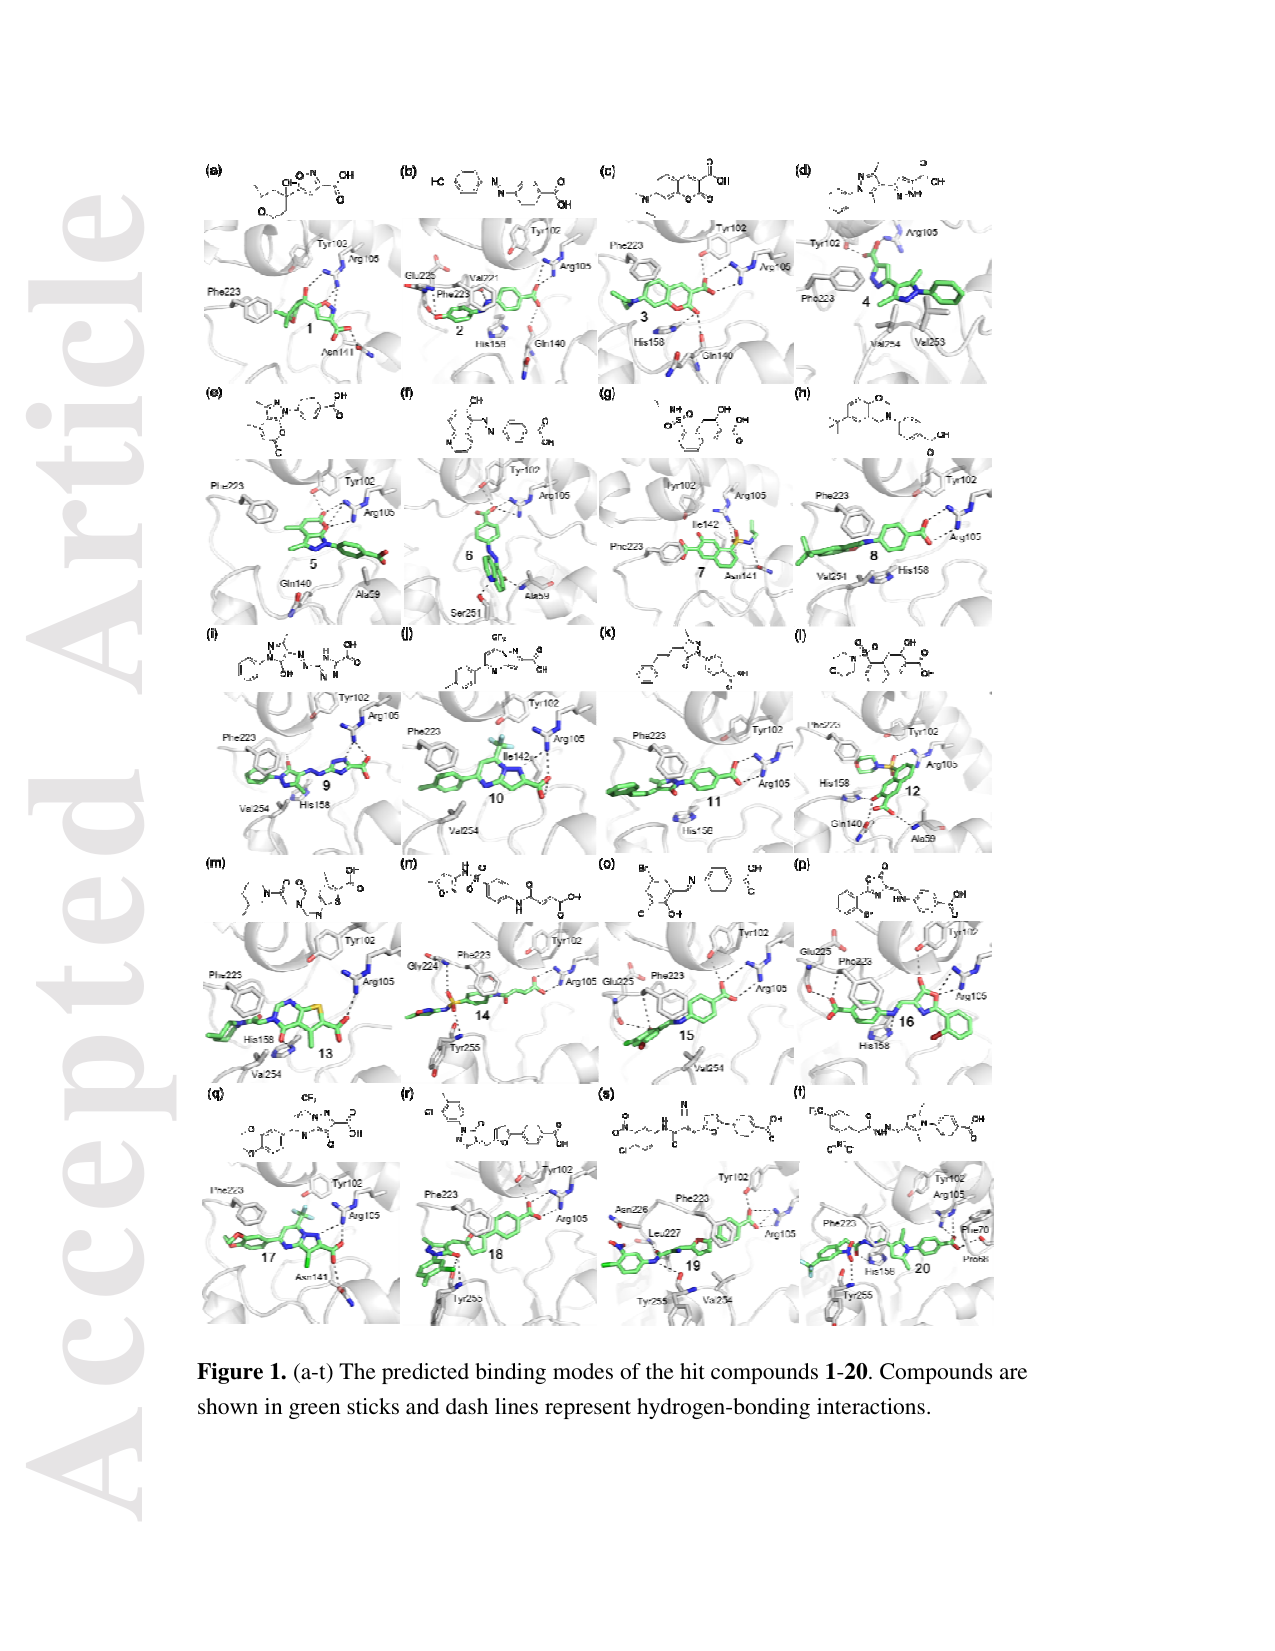 Accepted Article
(a) (b) (c) (d)
Tyr102
Arg105
Phe223
1
Asn141
Tyr102
Glu225
Val221
Arg105
Phe223
2
His158
Gln140
Tyr102
Phe223
Arg105
3
His158
Gln140
Arg105
Tyr102
Phe223
4
Val254
Val253
(e) (f) (g) (h)
Tyr102
Phe223
Arg105
5
Gln140
Ala59
Tyr102
Arg105
6
Ala59
Ser251
Tyr102
Arg105
Ile142
Phe223
7
Asn141
Tyr102
Phe223
Arg105
8
His158
Val254
(i) (j) (k) (l)
Tyr102
Arg105
Phe223
9
His158
Val254
Tyr102
Phe223
Arg105
Ile142
10
Val254
Tyr102
Phe223
Arg105
11
His158
Phe223
Tyr102
Arg105
His158
12
Gln140
Ala59
(m) (n) (o) (p)
Tyr102
Phe223
Arg105
His158
13
Val254
Tyr102
Phe223
Gly224
Arg105
14
Tyr255
Tyr102
Phe223
Glu225
Arg105
15
Val254
Tyr102
Glu225
Phe223
Arg105
16
His158
(q) (r) (s) (t)
Tyr102
Phe223
Arg105
17
Asn141
Tyr102
Phe223
Arg105
18
Tyr255
Tyr102
Phe223
Asn226
Leu227
Arg105
19
Tyr255
Val254
Tyr102
Arg105
Phe223
Phe70
Pro68
His158
20
Tyr255
Figure 1. (a-t) The predicted binding modes of the hit compounds 1-20. Compounds are
shown in green sticks and dash lines represent hydrogen-bonding interactions.